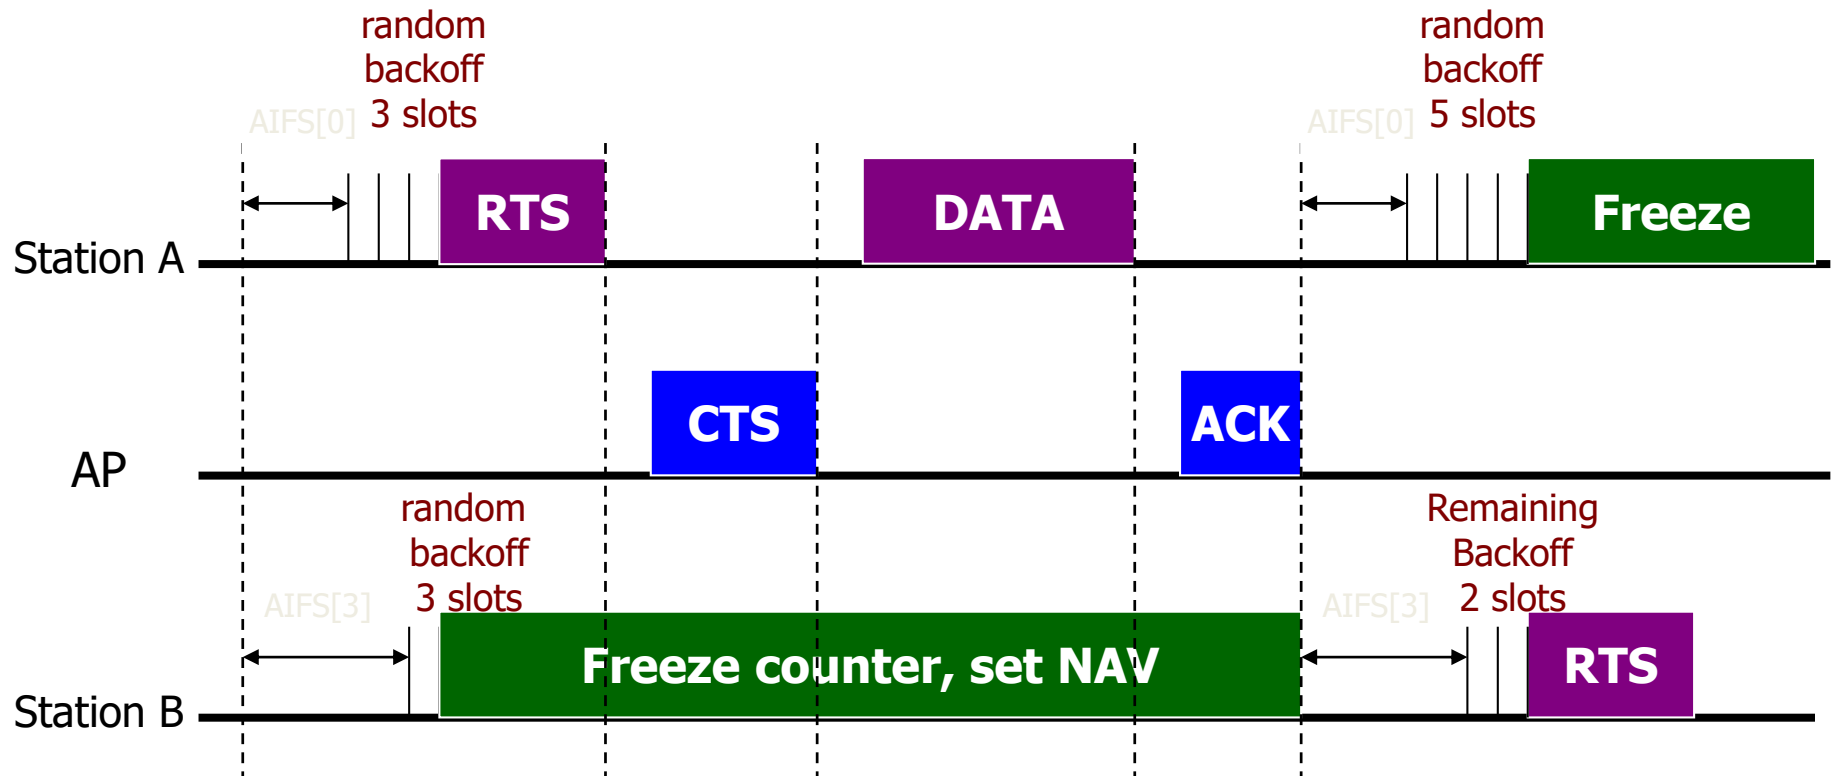 random
backoff
3 slots
AIFS[0]
random
backoff
5 slots
AIFS[0]
Station A
RTS
DATA
Freeze
AP
CTS
ACK
random
backoff
3 slots
AIFS[3]
Remaining
Backoff
2 slots
AIFS[3]
Station B
Freeze counter, set NAV
RTS